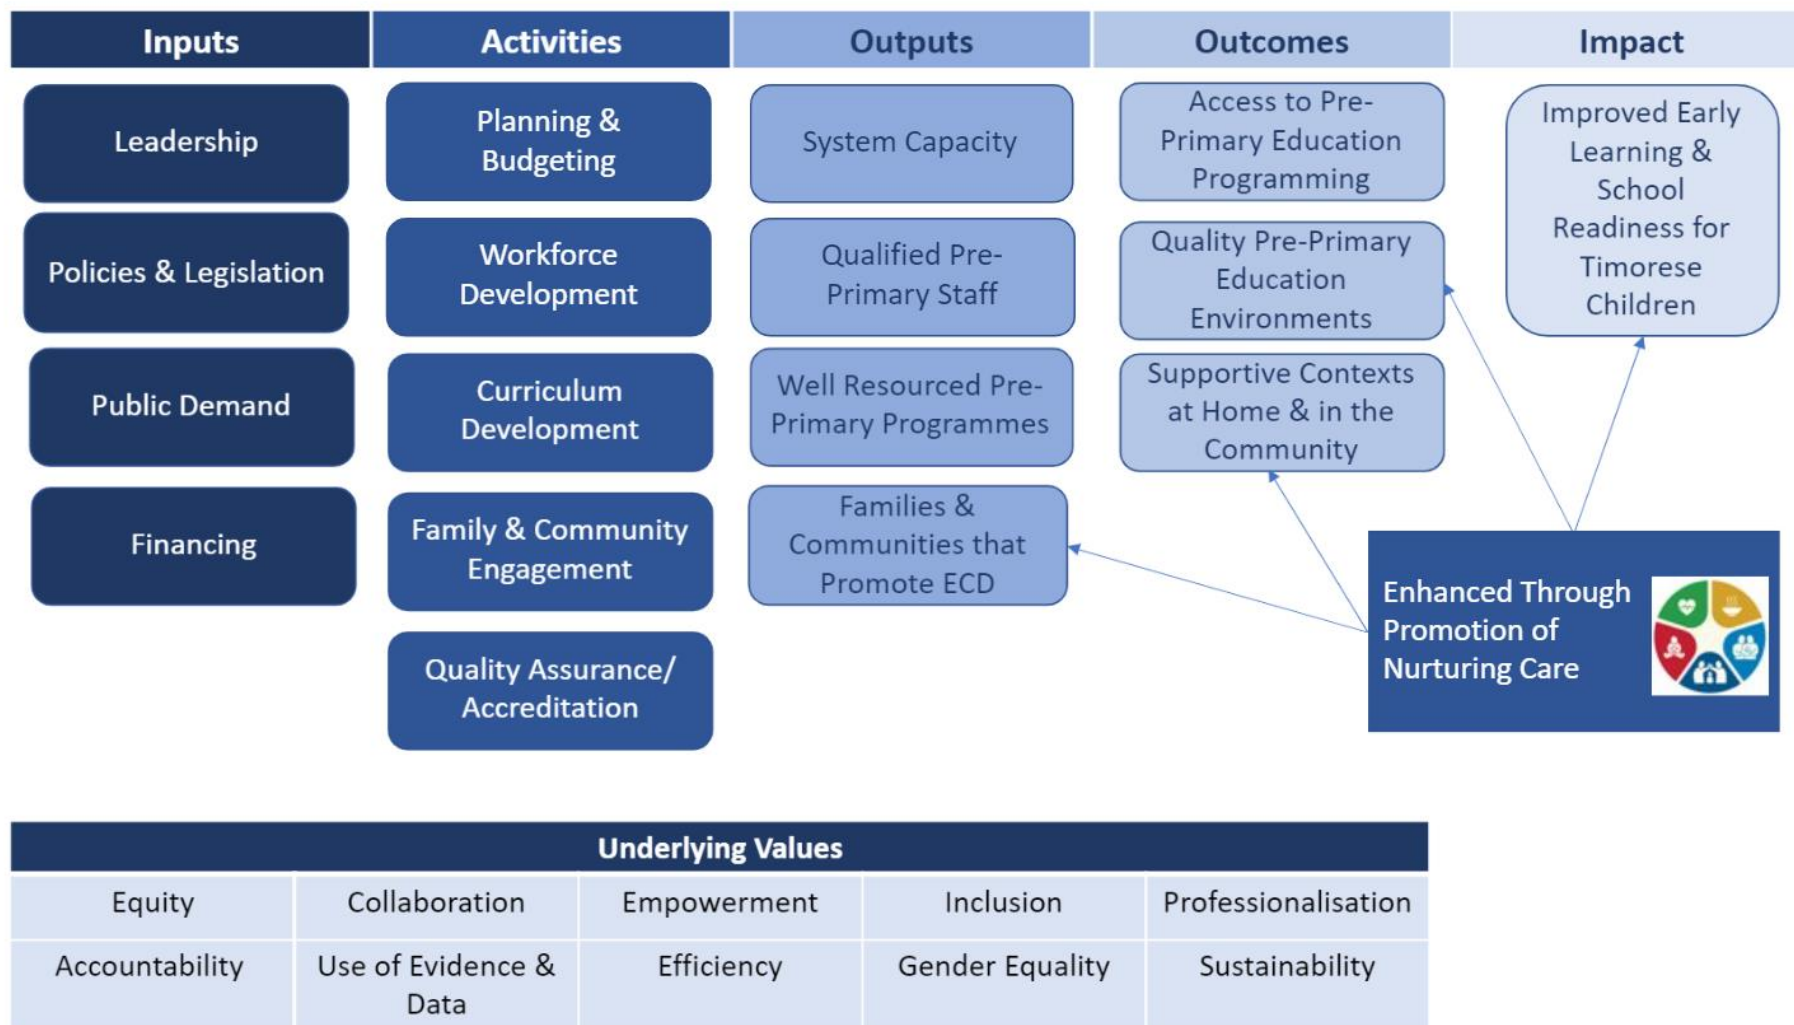 Inputs
Activities
Outputs
Outcomes
Impact
Leadership
Policies & Legislation
Public Demand
Financing
Planning &
Budgeting
Workforce
Development
Curriculum
Development
Family & Community
Engagement
Quality Assurance/
Accreditation
System Capacity
Qualified Pre-
Primary Staff
Well Resourced Pre-
Primary Programmes
Families &
Communities that
Promote ECD
Access to Pre-
Primary Education
Programming
Quality Pre-Primary
Education
Environments
Supportive Contexts
at Home & in the
Community
Improved Early
Learning &
School
Readiness for
Timorese
Children
Enhanced Through
Promotion of
Nurturing Care
Underlying Values
Equity
Collaboration
Empowerment
Inclusion
Professionalisation
Accountability
Use of Evidence &
Data
Efficiency
Gender Equality
Sustainability